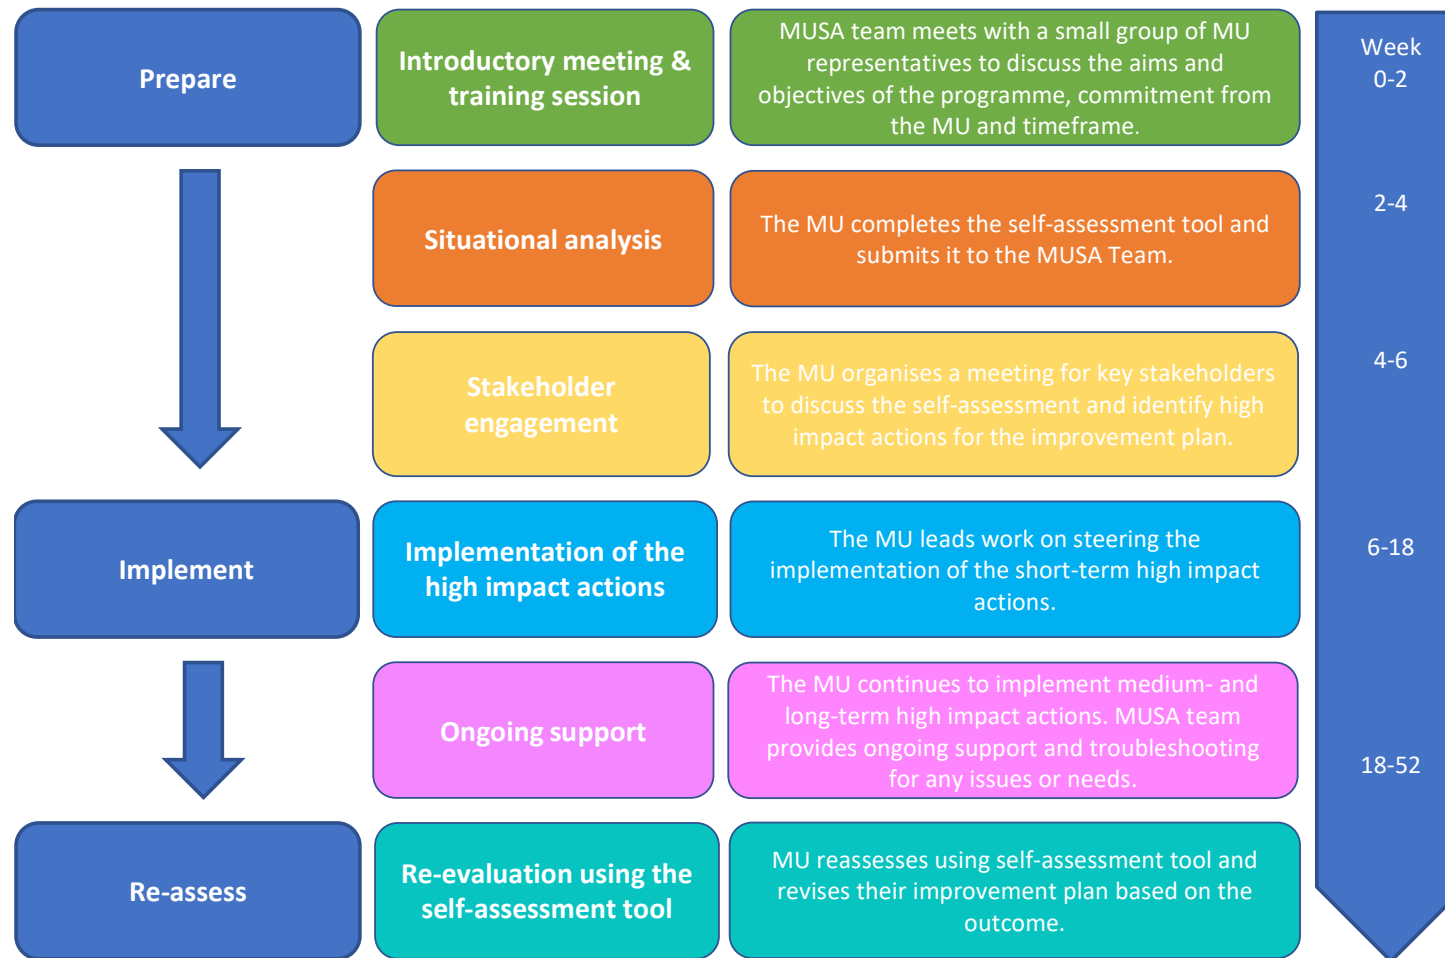 Prepare
Introductory meeting &
training session
MUSA team meets with a small group of MU
representatives to discuss the aims and
objectives of the programme, commitment from
the MU and timeframe.
Week
0-2
Situational analysis
The MU completes the self-assessment tool and
submits it to the MUSA Team.
2-4
Stakeholder
engagement
The MU organises a meeting for key stakeholders
to discuss the self-assessment and identify high
impact actions for the improvement plan.
4-6
Implement
Implementation of the
high impact actions
The MU leads work on steering the
implementation of the short-term high impact
actions.
6-18
Ongoing support
The MU continues to implement medium- and
long-term high impact actions. MUSA team
provides ongoing support and troubleshooting
for any issues or needs.
18-52
Re-assess
Re-evaluation using the
self-assessment tool
MU reassesses using self-assessment tool and
revises their improvement plan based on the
outcome.